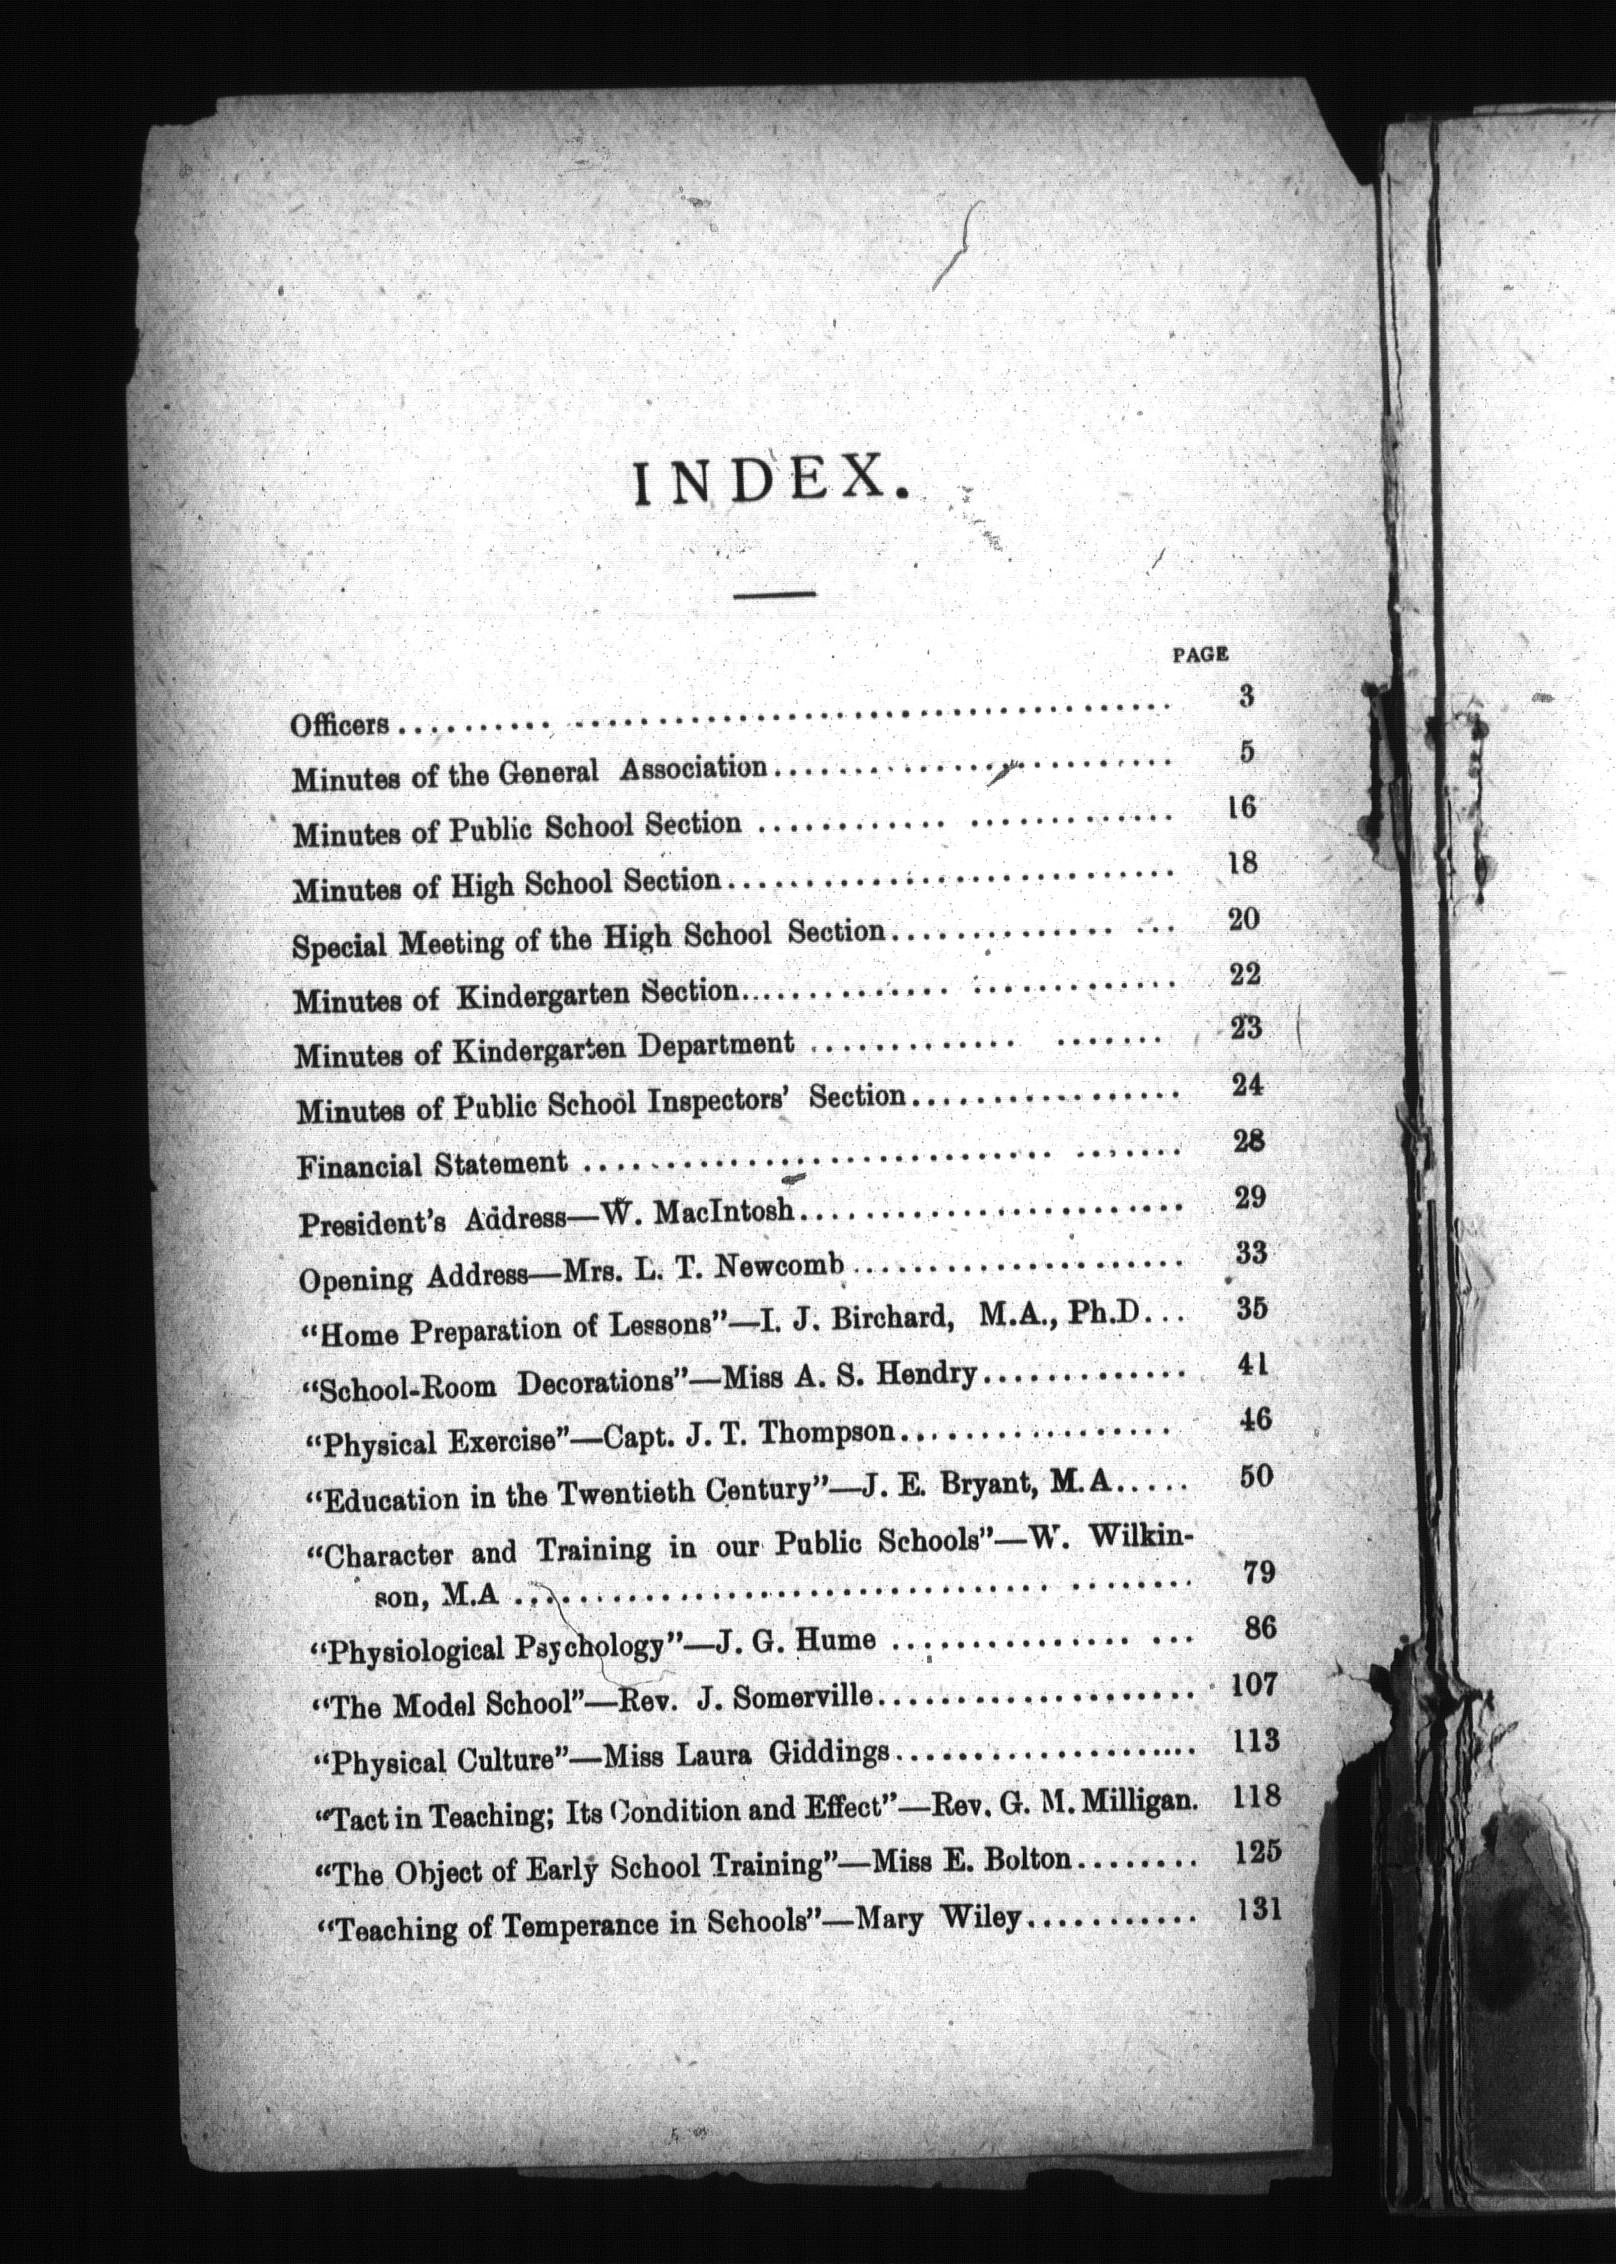 INDEX.
PAGE
Officers .......... ..................................... 3
Minutes of the General Association......................... 5
Minutes of Public School Section ............ ............. 16
Minutes of High School Section............................ 18
Special Meeting of the High School Section.............. ... 20
Minutes of Kindergarten Section............. ............. 22
Minutes of Kindergarten Department ............. ....... 23
Minutes of Public School Inspectors' Section................. 24
Financial Statement ............................. ....... 28
President's Address—W. MacIntosh........................ 29
Opening Address—Mrs. L. T. Newcomb..................... 33
“Home Preparation of Lessons”—I. J. Birchard, M.A., Ph.D... 35
“School-Room Decorations”—Miss A. S. Hendry............. 41
“Physical Exercise”—Capt. J. T. Thompson................. 46
“Education in the Twentieth Century”—J. E. Bryant, M.A..... 50
“Character and Training in our Public Schools”—W. Wilkin-
son, M.A ................................. ........ 79
“Physiological Psychology”—J. G. Hume ............... ... 86
“The Model School”—Rev. J. Somerville.................... 107
“Physical Culture”—Miss Laura Giddings................... 113
“Tact in Teaching; Its Condition and Effect”—Rev. G. M. Milligan. 118
“The Object of Early School Training”—Miss E. Bolton........ 125
“Teaching of Temperance in Schools”—Mary Wiley........... 131